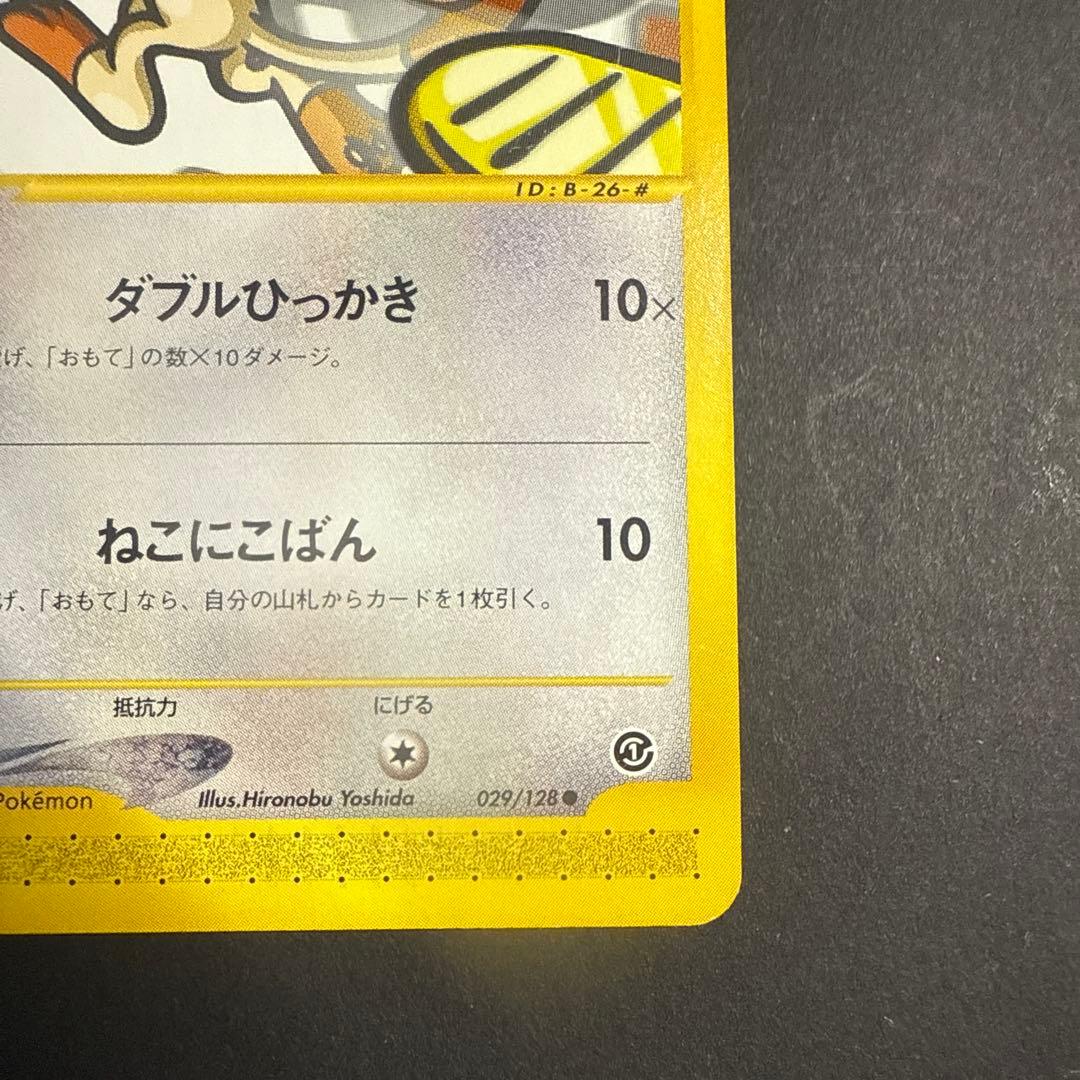 ID:B-26-#
ダブルひっかき 10×
げ、「おもて」の数×10ダメージ。
ねこにこばん 10
げ、「おもて」なら、自分の山札からカードを1枚引く。
抵抗力 にげる
1
Pokémon Illus.Hironobu Yoshida 029/128●